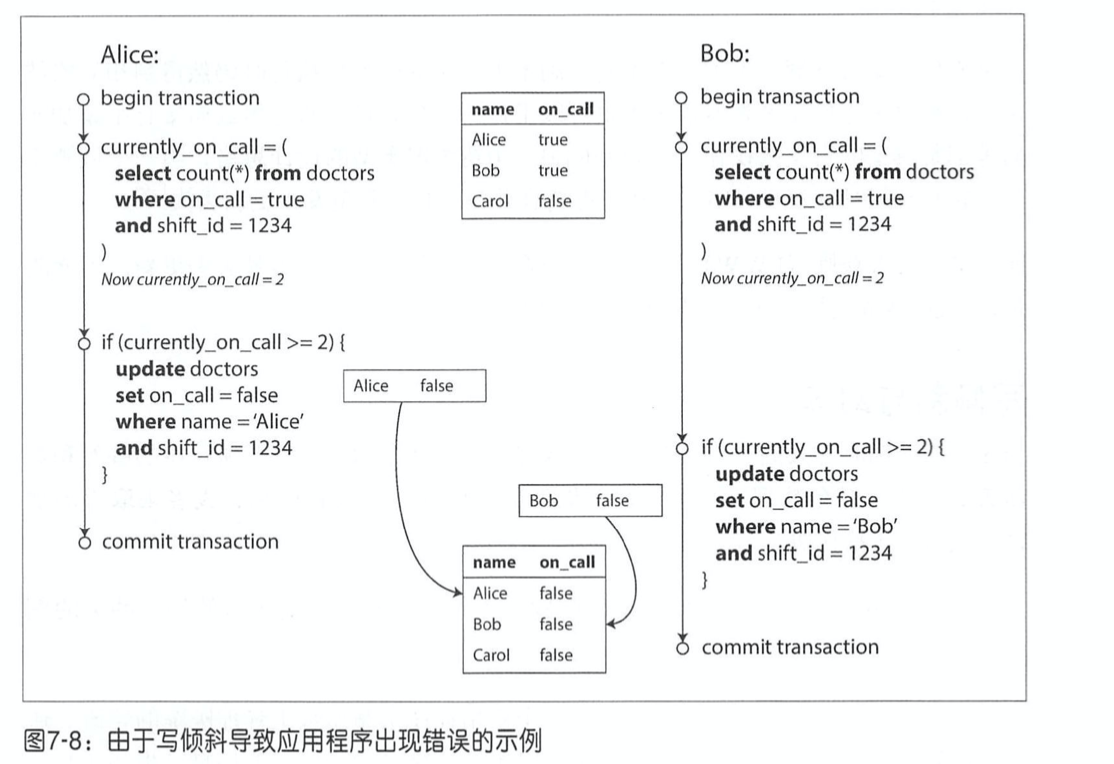 Alice:
begin transaction
currently_on_call = (
select count(*) from doctors
where on_call = true
and shift_id = 1234
)
Now currently_on_call = 2
if (currently_on_call >= 2) {
update doctors
set on_call = false
where name = ‘Alice’
and shift_id = 1234
}
commit transaction
name on_call
Alice true
Bob true
Carol false
Alice false
Bob false
name on_call
Alice false
Bob false
Carol false
Bob:
begin transaction
currently_on_call = (
select count(*) from doctors
where on_call = true
and shift_id = 1234
)
Now currently_on_call = 2
if (currently_on_call >= 2) {
update doctors
set on_call = false
where name = ‘Bob’
and shift_id = 1234
}
commit transaction
图7-8：由于写倾斜导致应用程序出现错误的示例